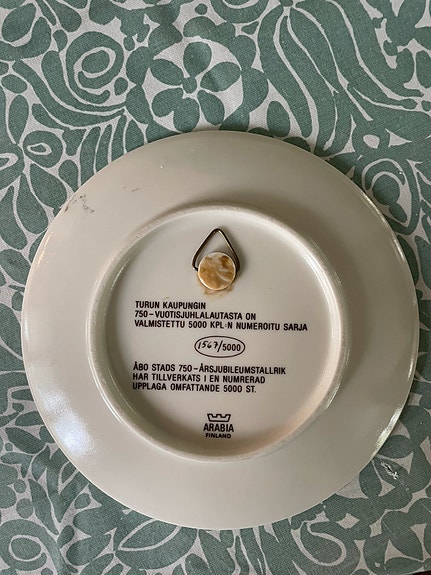 TURUN KAUPUNGIN
750-VUOTISJUHLALAUTASTA ON
VALMISTETTU 5000 KPL:N NUMEROITU SARJA
1567/5000
ÅBO STADS 750-ÅRSJUBILEUMSTALLRIK
HAR TILLVERKATS I EN NUMRERAD
UPPLAGA OMFATTANDE 5000 ST.
ARABIA
FINLAND